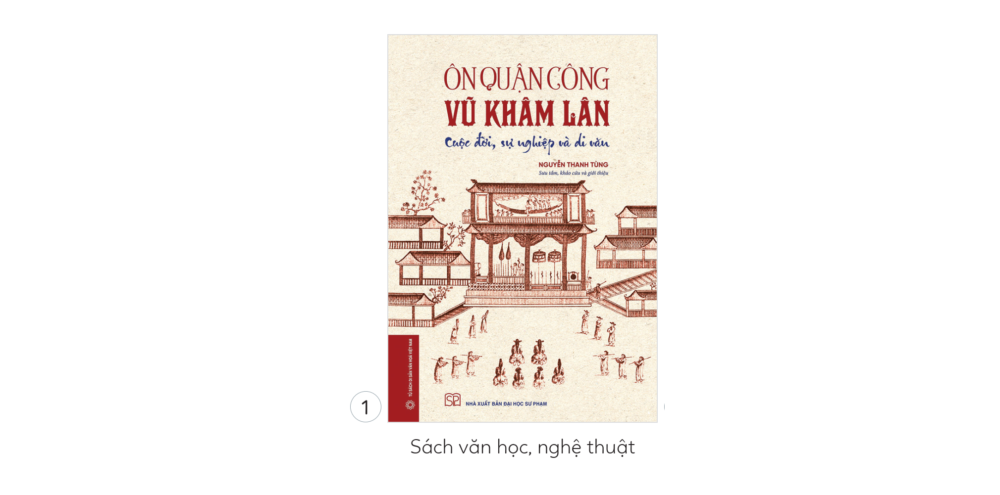 ÔN QUẬN CÔNG
VŨ KHÂM LÂN
Cuộc đời, sự nghiệp và di văn
NGUYỄN THANH TÙNG
Sưu tầm, khảo cứu và giới thiệu
TỦ SÁCH DI SẢN VĂN HOÁ VIỆT NAM
SP
NHÀ XUẤT BẢN ĐẠI HỌC SƯ PHẠM
1
Sách văn học, nghệ thuật